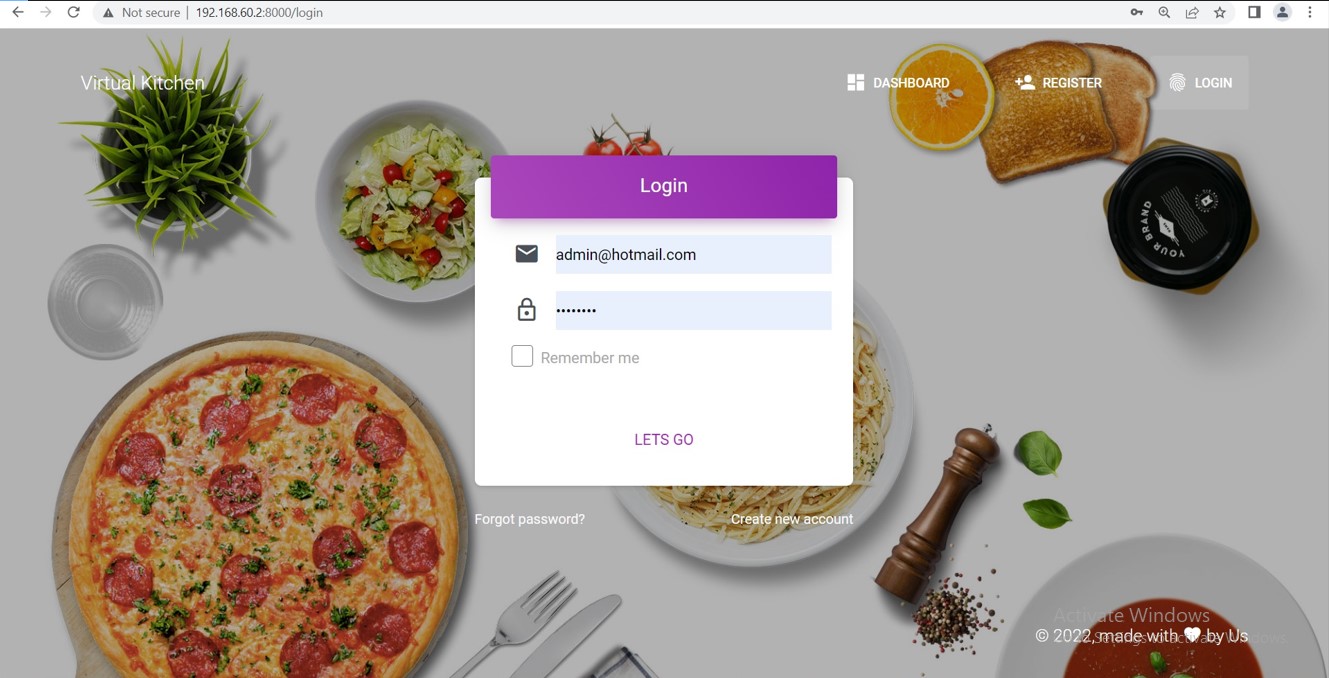 Not secure | 192.168.60.2:8000/login
Virtual Kitchen
DASHBOARD
REGISTER
LOGIN
YOUR BRAND
Login
admin@hotmail.com
••••••••
Remember me
LETS GO
Forgot password?
Create new account
Activate Windows
© 2022, made with by Us